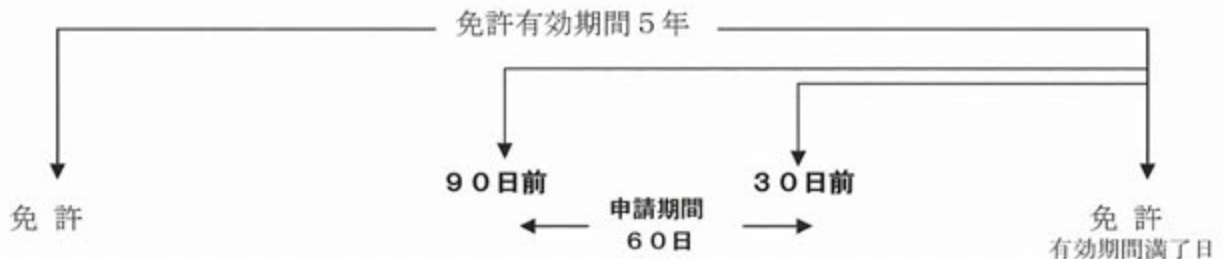 免許有効期間５年
９０日前
３０日前
申請期間
６０日
免 許
免 許
有効期間満了日